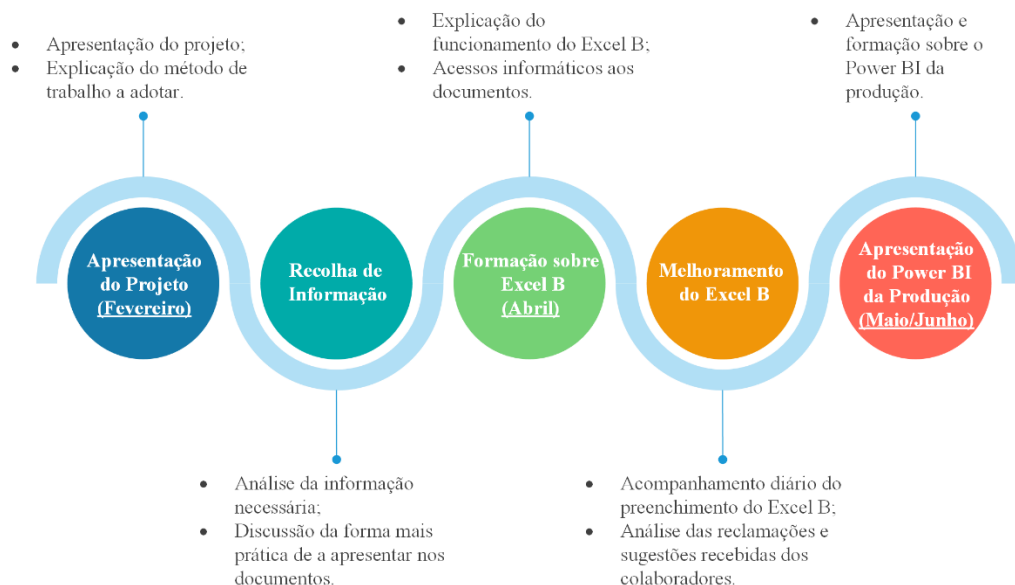 • Apresentação do projeto;
• Explicação do método de
trabalho a adotar.
• Explicação do
funcionamento do Excel B;
• Acessos informáticos aos
documentos.
• Apresentação e
formação sobre o
Power BI da
produção.
Apresentação
do Projeto
(Fevereiro)
Recolha de
Informação
Formação sobre
Excel B
(Abril)
Melhoramento
do Excel B
Apresentação
do Power BI
da Produção
(Maio/Junho)
• Análise da informação
necessária;
• Discussão da forma mais
prática de a apresentar nos
documentos.
• Acompanhamento diário do
preenchimento do Excel B;
• Análise das reclamações e
sugestões recebidas dos
colaboradores.